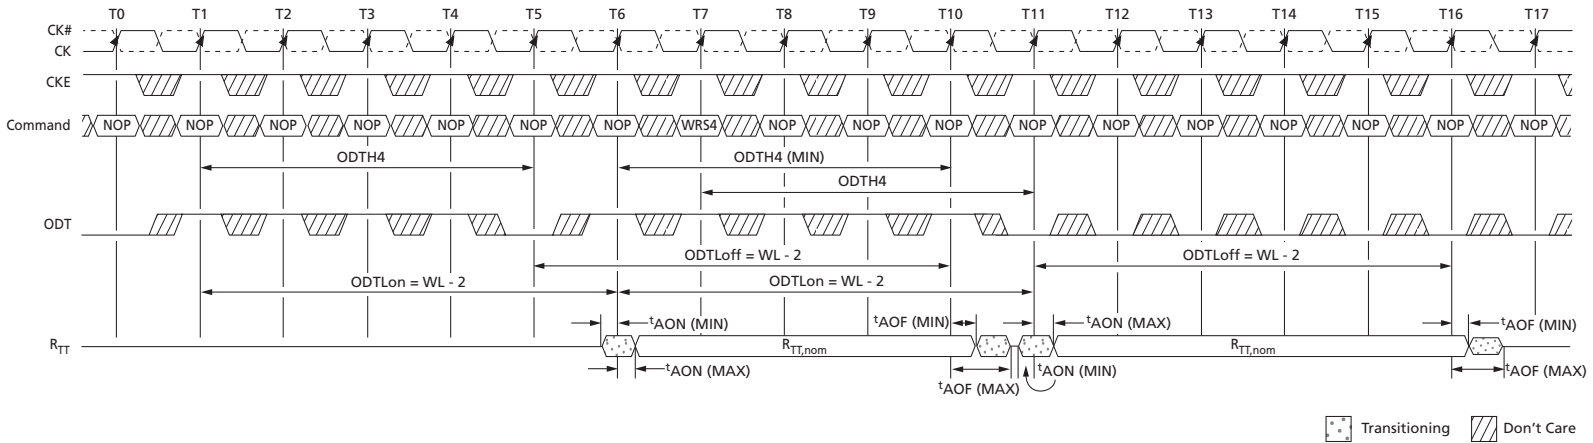 T0 T1 T2 T3 T4 T5 T6 T7 T8 T9 T10 T11 T12 T13 T14 T15 T16 T17
CK#
CK
CKE
Command NOP NOP NOP NOP NOP NOP NOP WRS4 NOP NOP NOP NOP NOP NOP NOP NOP NOP NOP
ODTH4 ODTH4 (MIN)
ODTH4
ODT
ODTLoff = WL - 2 ODTLoff = WL - 2
ODTLon = WL - 2 ODTLon = WL - 2
tAON (MIN) tAOF (MIN) tAON (MAX) tAOF (MIN)
RTT RTT,nom RTT,nom
tAON (MAX) tAON (MIN) tAOF (MAX)
tAOF (MAX)
Transitioning Don't Care